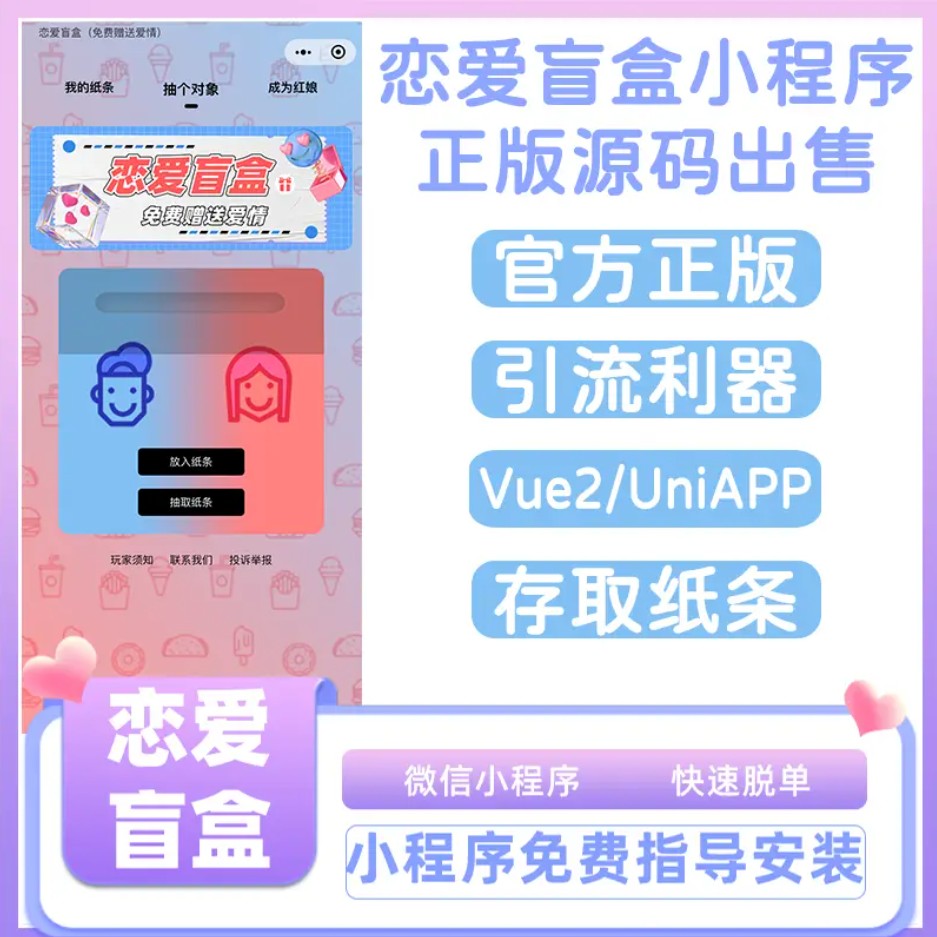 恋爱盲盒（免费赠送爱情）
我的纸条 抽个对象 成为红娘
恋爱盲盒
免费赠送爱情
放入纸条
抽取纸条
玩家须知 联系我们 投诉举报
恋爱盲盒小程序
正版源码出售
官方正版
引流利器
Vue2/UniAPP
存取纸条
恋爱
盲盒
微信小程序 快速脱单
小程序免费指导安装